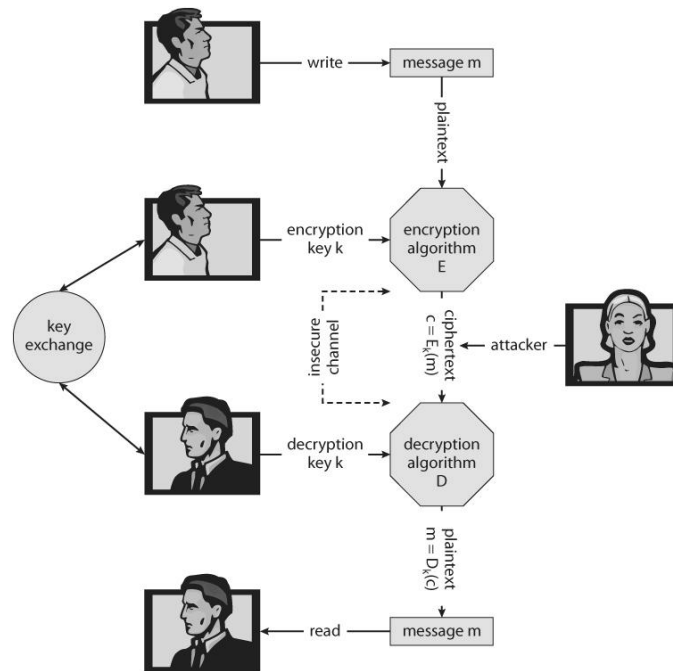 write
message m
plaintext
encryption
key k
encryption
algorithm
E
key
exchange
insecure
channel
ciphertext
c = Eₖ(m)
attacker
decryption
key k
decryption
algorithm
D
plaintext
m = Dₖ(c)
read
message m